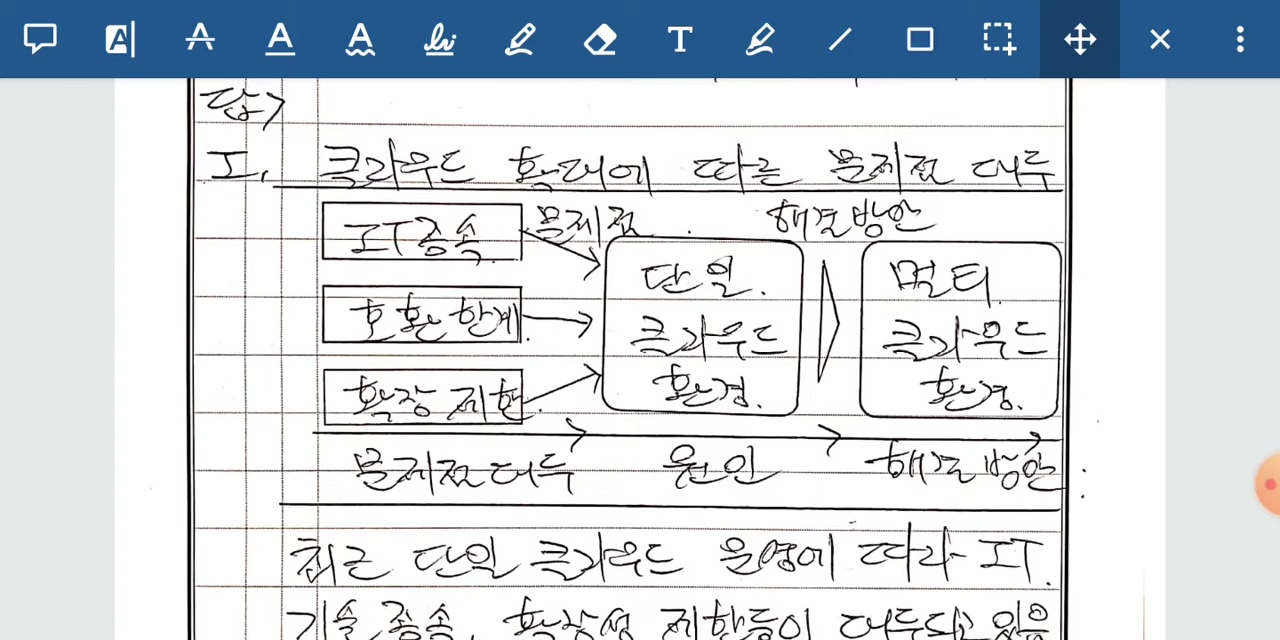 답>
I. 클라우드 확대에 따른 문제점 대두
IT종속 문제점 해결방안
단일
멀티
호환한계
클라우드
클라우드
확장 제한
환경
환경
문제점대두 원인 해결방안
최근 단일 클라우드 운영에 따라 IT
기술 종속, 확장성 제한등이 대두되고 있음